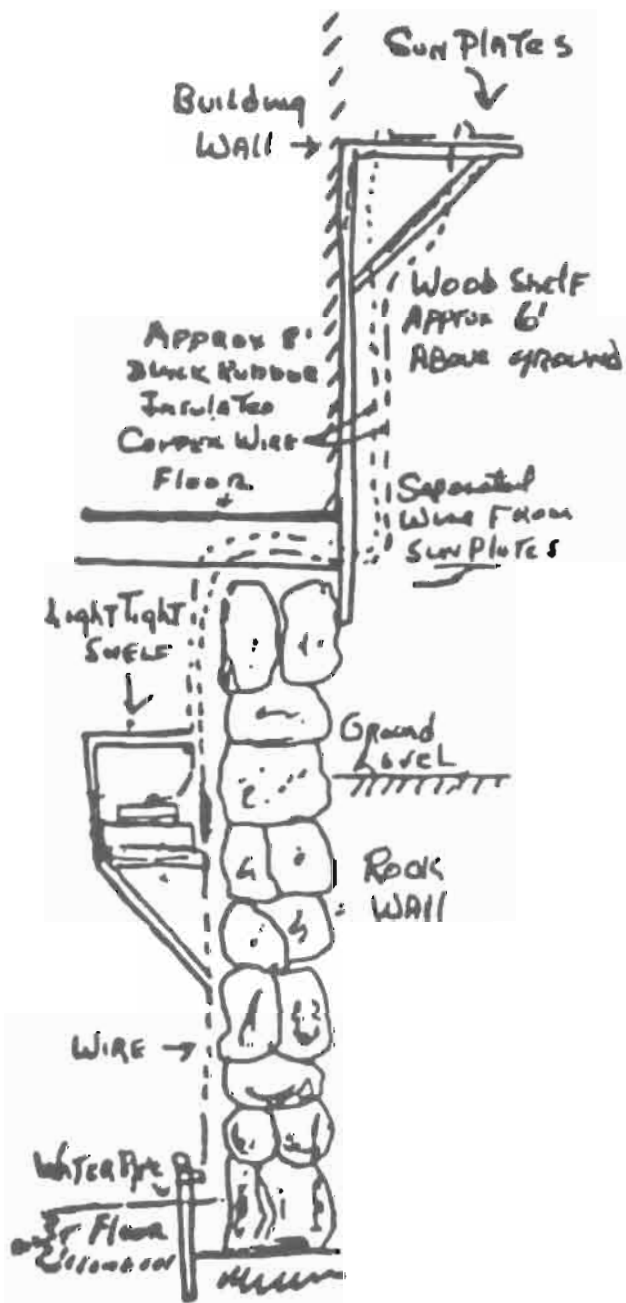 SUN PLATES
Building
WALL
Wood Shelf
Approx 6'
Above ground
Approx 8'
Black Rubber
Insulated
Copper Wire
Floor
Separated
Wire From
Sun Plates
Light Tight
Shelf
Ground
Level
Rock
Wall
WIRE
WATER Pipe
Floor